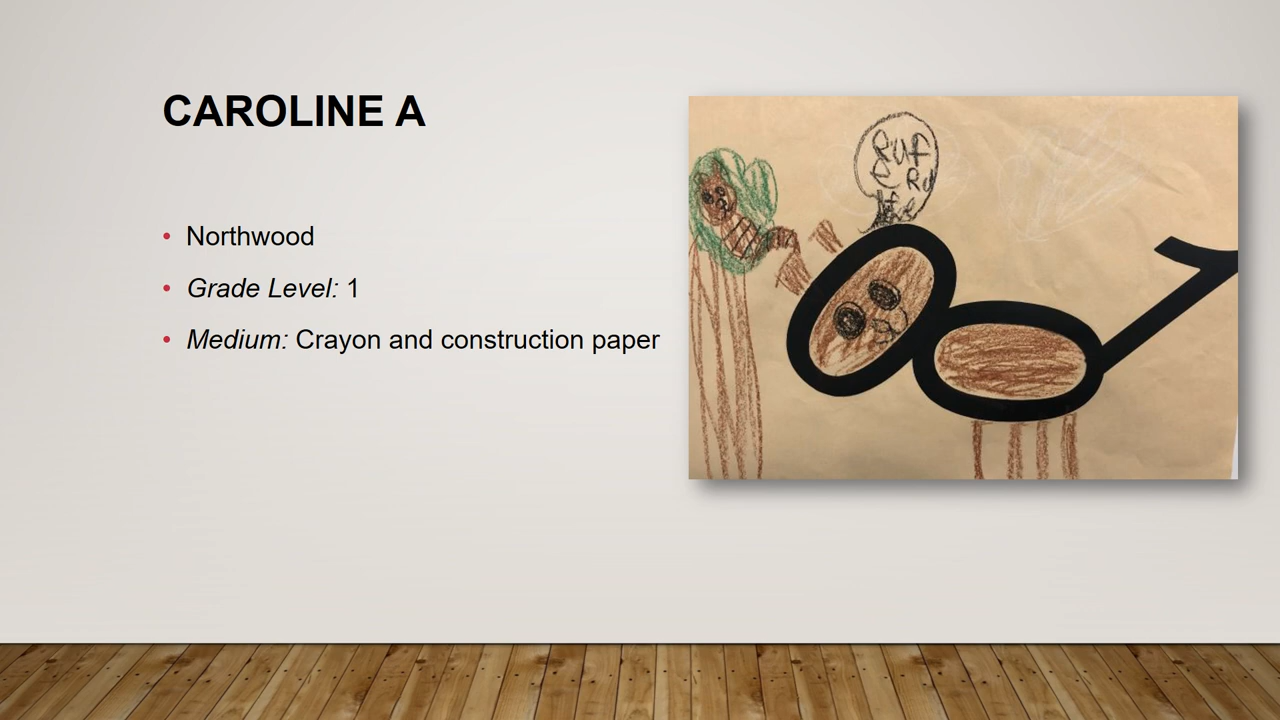 CAROLINE A
Northwood
Grade Level: 1
Medium: Crayon and construction paper
Ruf